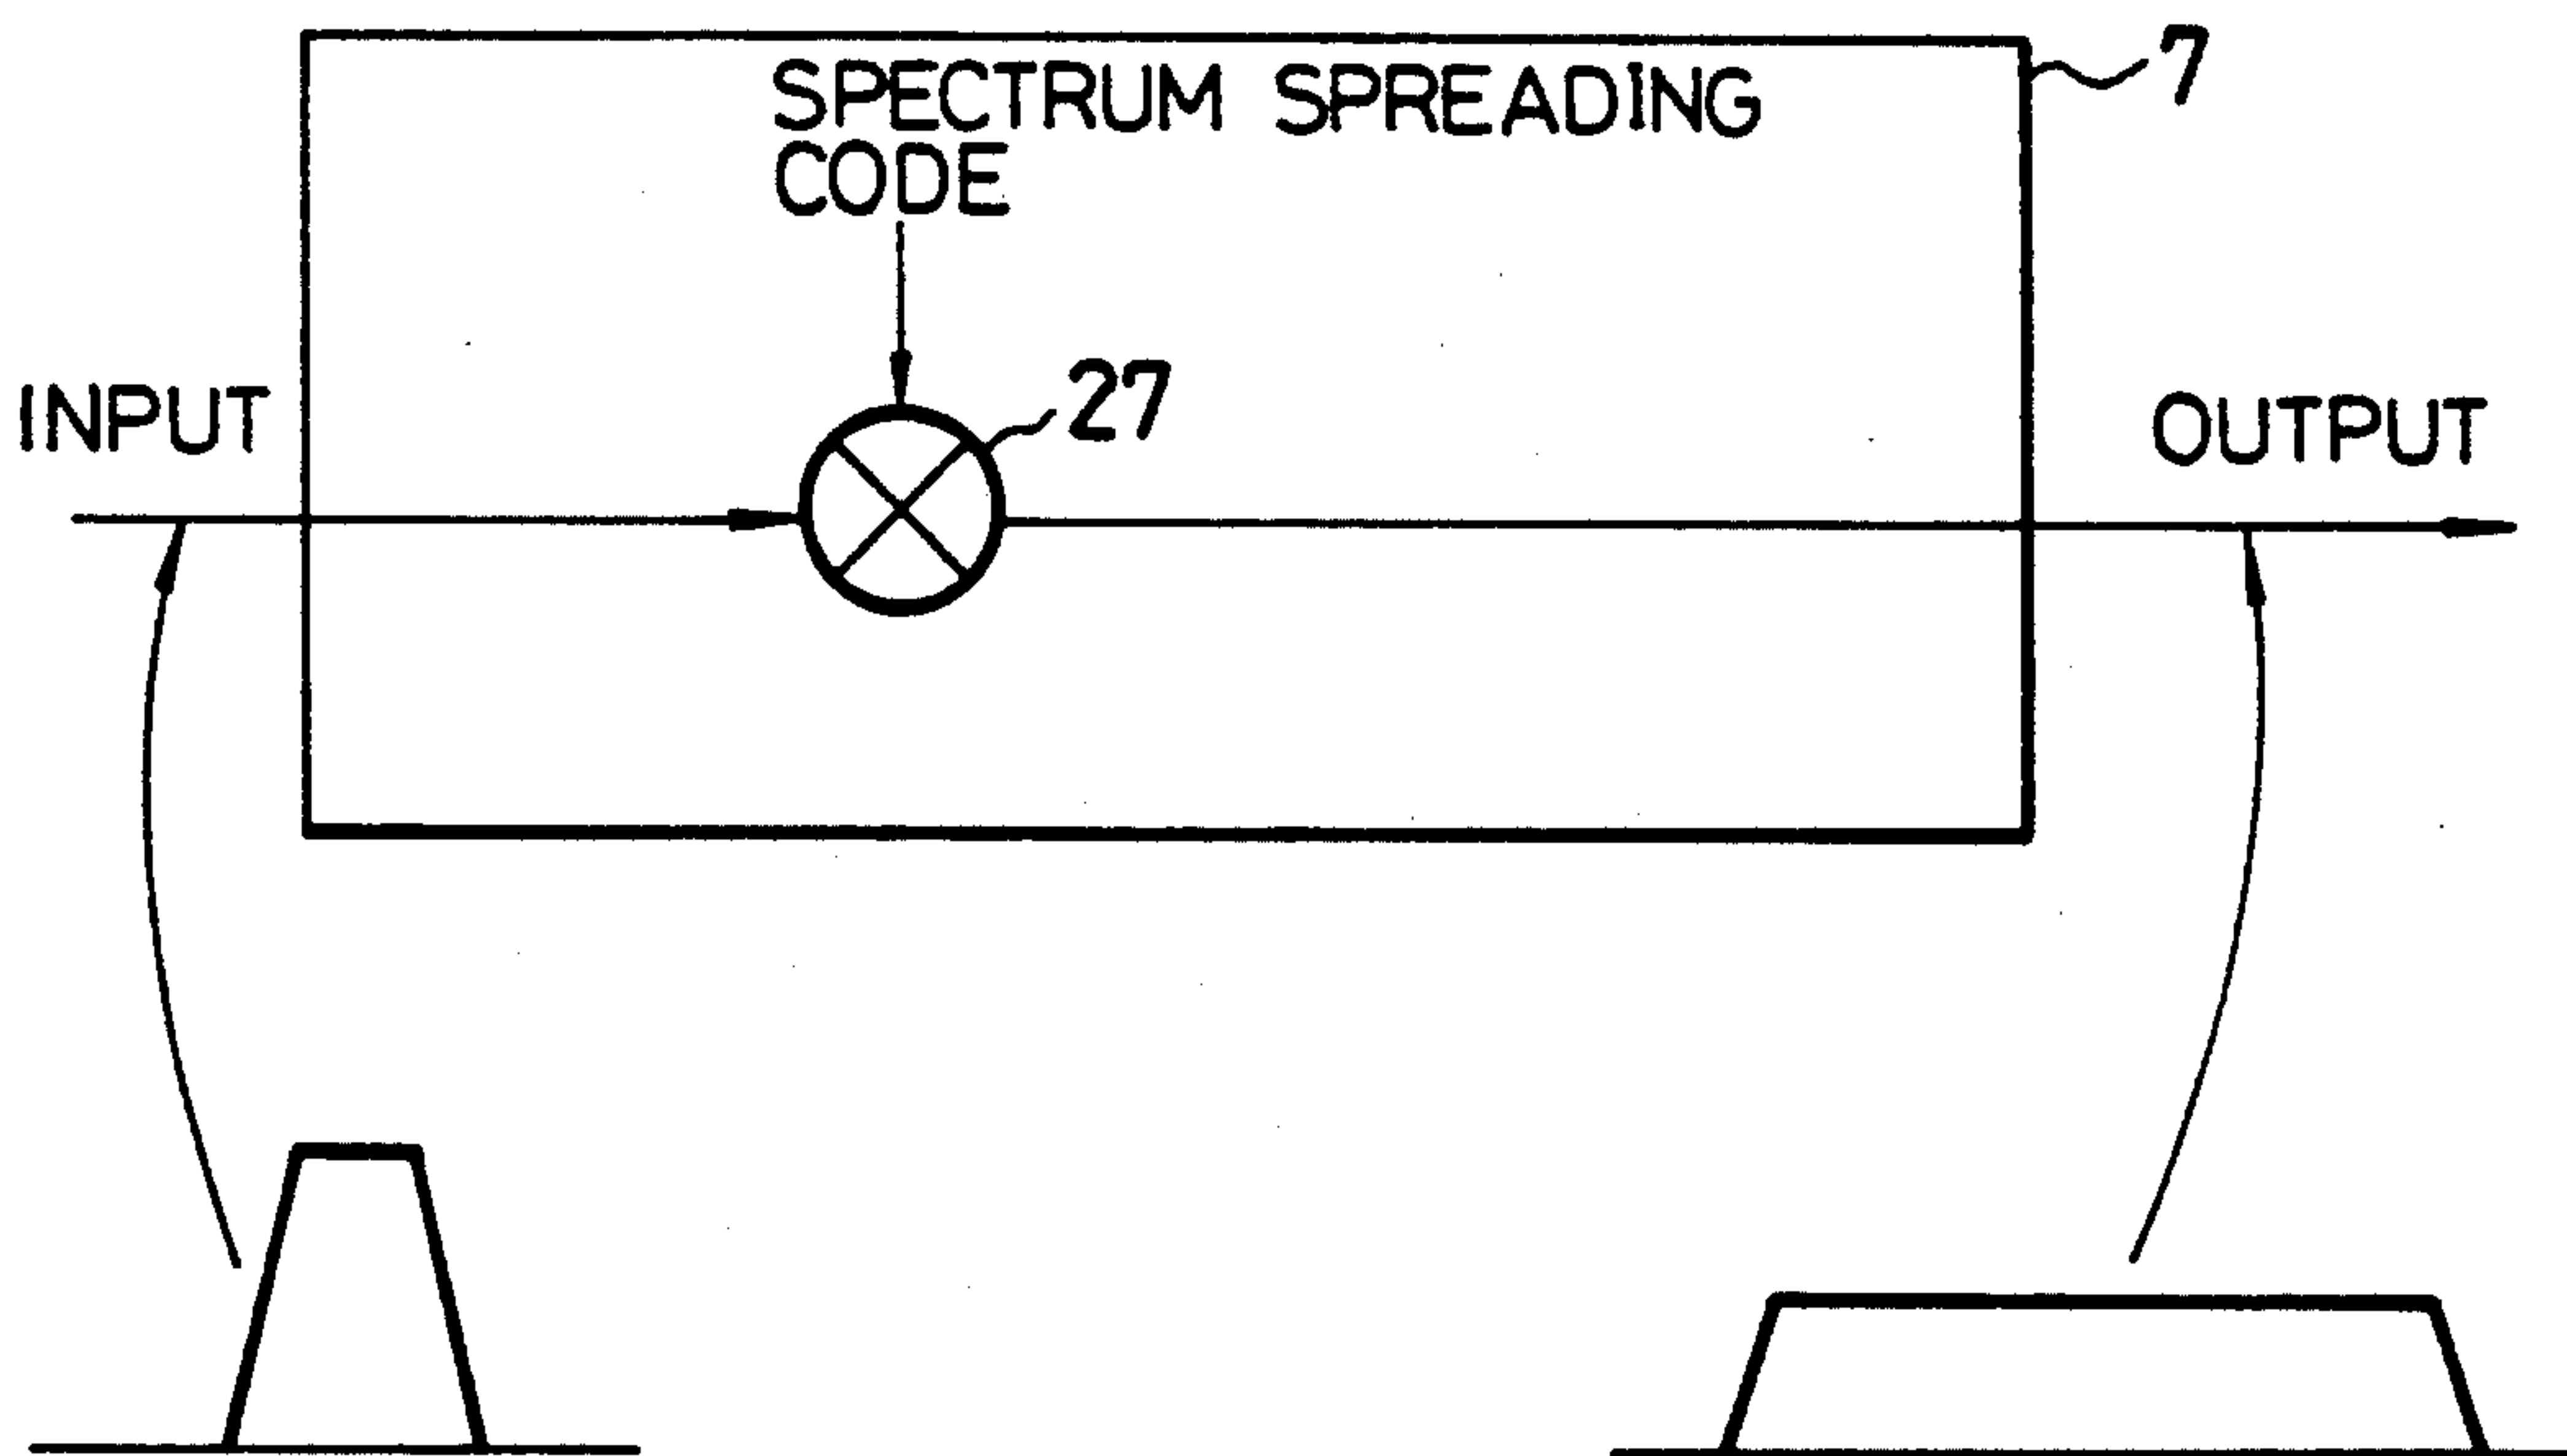 SPECTRUM SPREADING
CODE
7
INPUT
27
OUTPUT